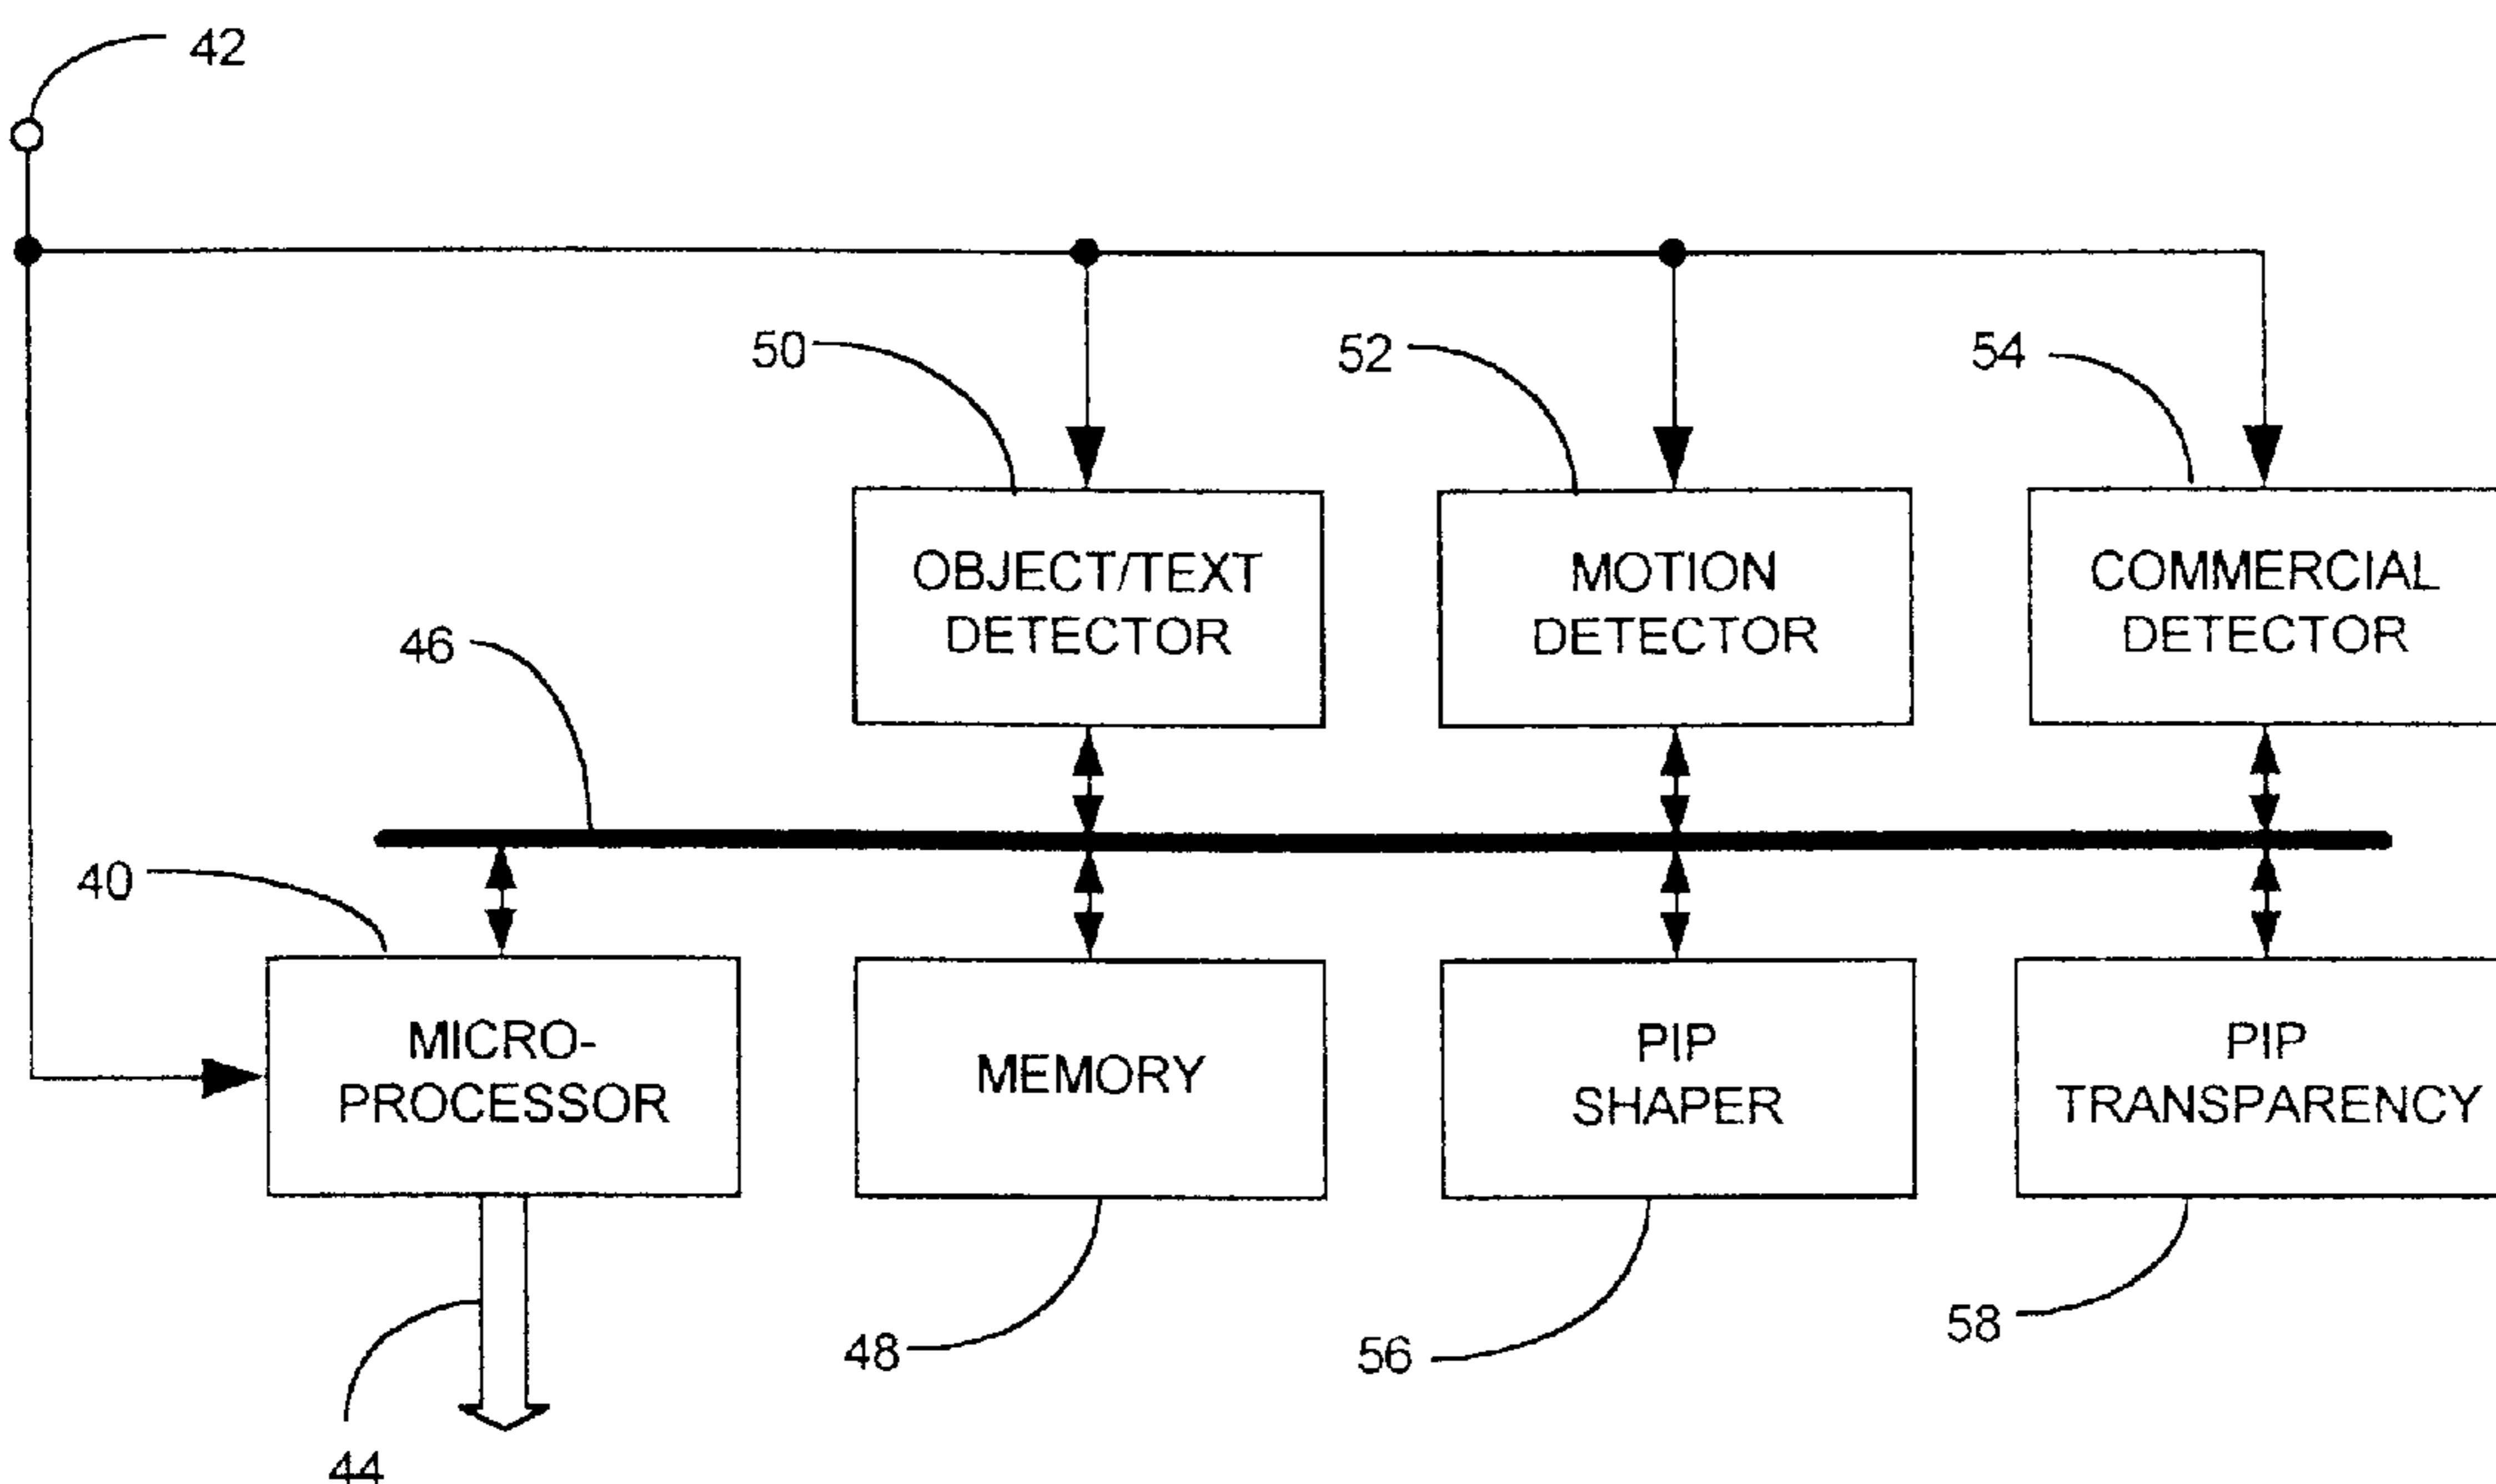 42
50
52
54
OBJECT/TEXT
DETECTOR
MOTION
DETECTOR
COMMERCIAL
DETECTOR
46
40
MICRO-
PROCESSOR
MEMORY
PIP
SHAPER
PIP
TRANSPARENCY
44
48
56
58